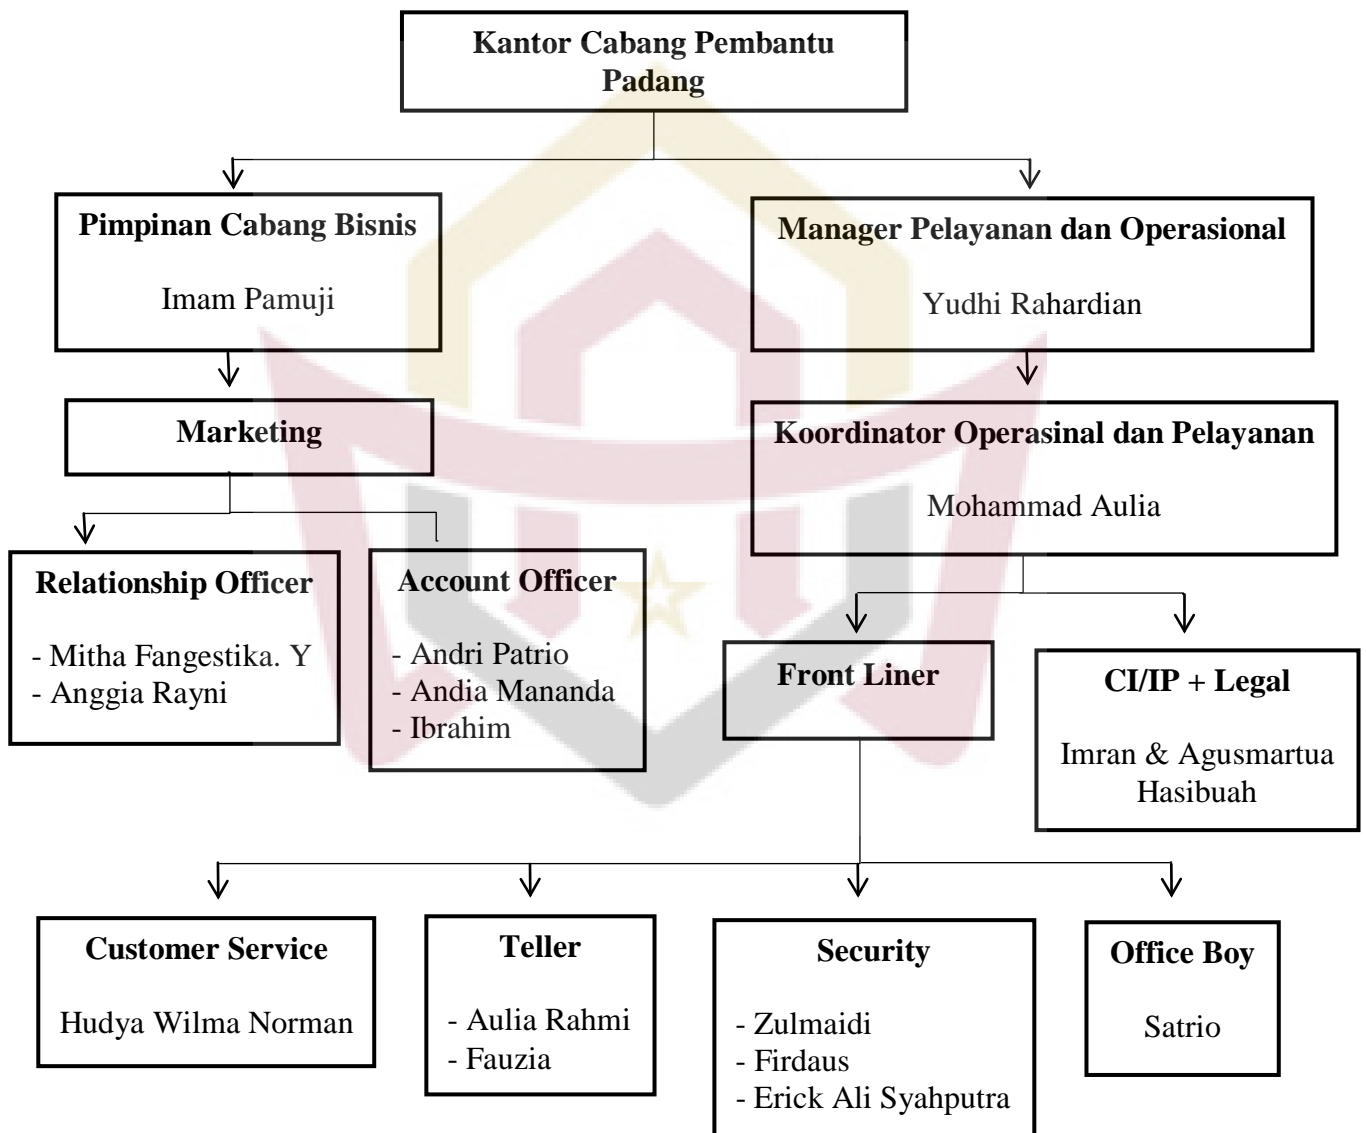 Kantor Cabang Pembantu
Padang
Pimpinan Cabang Bisnis
Imam Pamuji
Manager Pelayanan dan Operasional
Yudhi Rahardian
Marketing
Koordinator Operasinal dan Pelayanan
Mohammad Aulia
Relationship Officer
- Mitha Fangestika. Y
- Anggia Rayni
Account Officer
- Andri Patrio
- Andia Mananda
- Ibrahim
Front Liner
CI/IP + Legal
Imran & Agusmartua
Hasibuah
Customer Service
Hudya Wilma Norman
Teller
- Aulia Rahmi
- Fauzia
Security
- Zulmaidi
- Firdaus
- Erick Ali Syahputra
Office Boy
Satrio